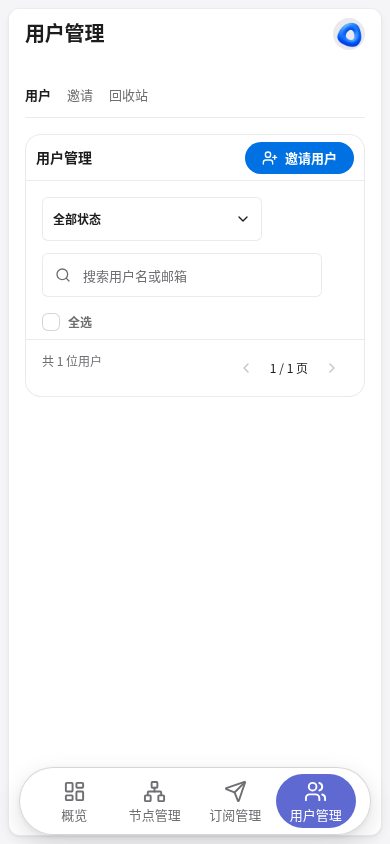 用户管理
用户 邀请 回收站
用户管理 邀请用户
全部状态
搜索用户名或邮箱
全选
共 1 位用户 1 / 1 页
概览 节点管理 订阅管理 用户管理